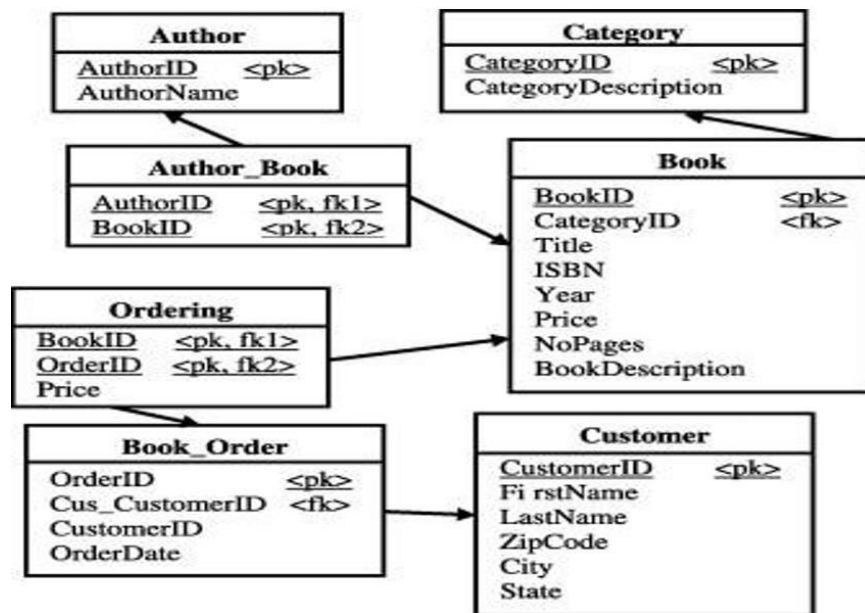 Author
AuthorID <pk>
AuthorName
Category
CategoryID <pk>
CategoryDescription
Author_Book
AuthorID <pk, fk1>
BookID <pk, fk2>
Book
BookID <pk>
CategoryID <fk>
Title
ISBN
Year
Price
NoPages
BookDescription
Ordering
BookID <pk, fk1>
OrderID <pk, fk2>
Price
Book_Order
OrderID <pk>
Cus_CustomerID <fk>
CustomerID
OrderDate
Customer
CustomerID <pk>
Fi rstName
LastName
ZipCode
City
State